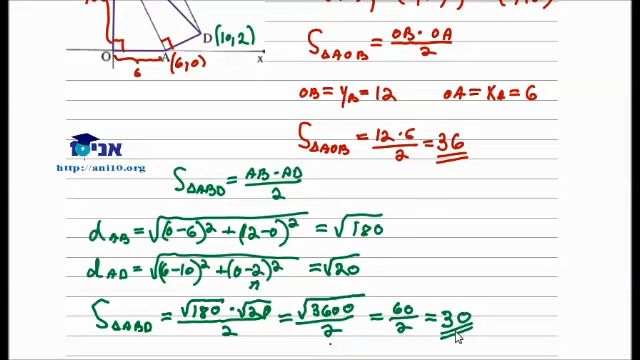 D (10,2)
O
A
x
6
(6,0)
S△AOB = OB · OA / 2
OB = yB = 12    OA = xA = 6
S△AOB = 12 · 6 / 2 = 36
אני10
http://ani10.org
S△ABD = AB · AD / 2
dAB = √(0-6)² + (12-0)² = √180
dAD = √(6-10)² + (0-2)² = √20
S△ABD = √180 · √20 / 2 = √3600 / 2 = 60 / 2 = 30